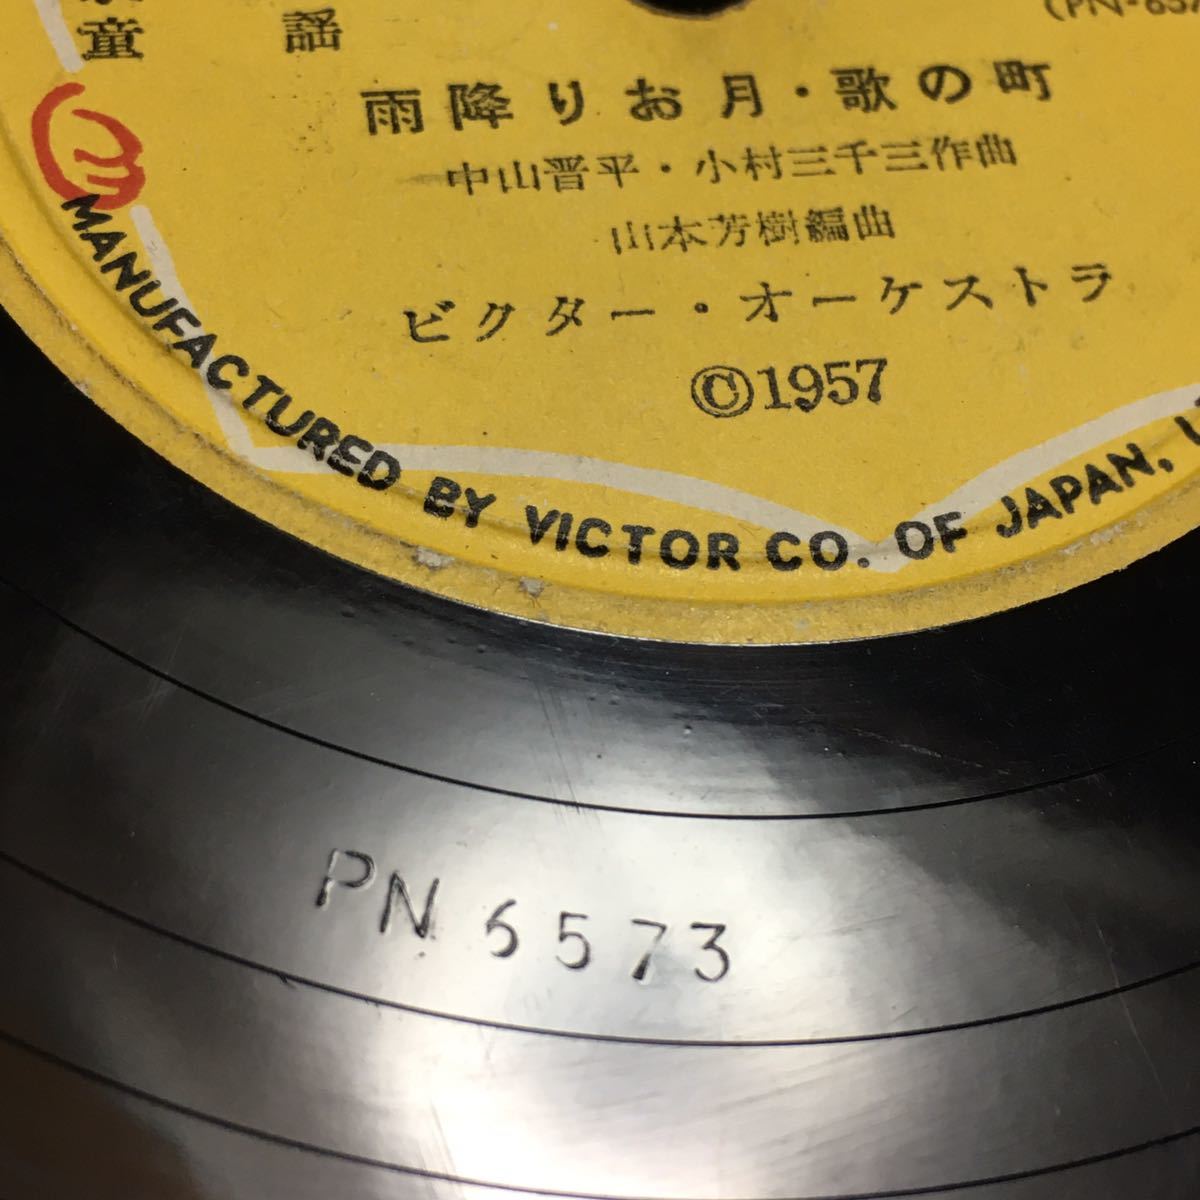 (PN-657
童謡
雨降りお月・歌の町
中山晋平・小村三千三作曲
山本芳樹編曲
ビクター・オーケストラ
©1957
MANUFACTURED BY VICTOR CO. OF JAPAN,
PN 6573